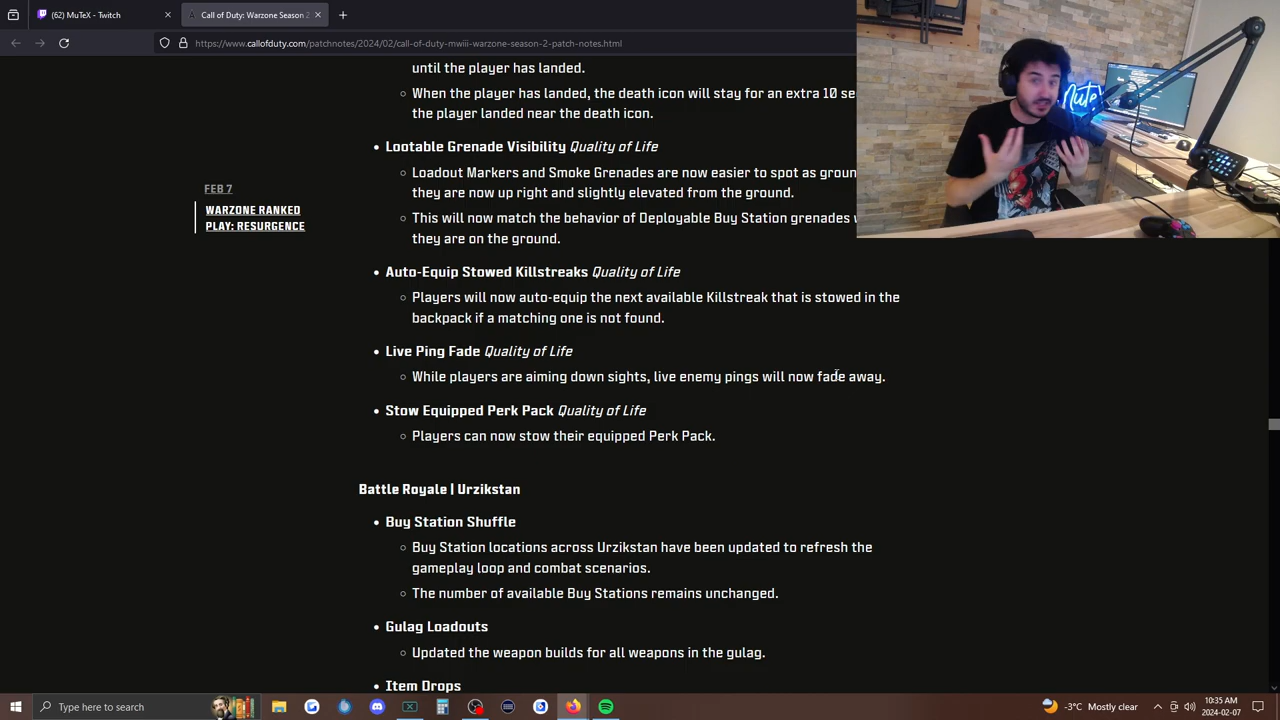 (62) MuTeX - Twitch
Call of Duty: Warzone Season 2
https://www.callofduty.com/patchnotes/2024/02/call-of-duty-mwiii-warzone-season-2-patch-notes.html
until the player has landed.
When the player has landed, the death icon will stay for an extra 10 se
the player landed near the death icon.
Lootable Grenade Visibility Quality of Life
Loadout Markers and Smoke Grenades are now easier to spot as groun
they are now up right and slightly elevated from the ground.
This will now match the behavior of Deployable Buy Station grenades
they are on the ground.
FEB 7
WARZONE RANKED
PLAY: RESURGENCE
Auto-Equip Stowed Killstreaks Quality of Life
Players will now auto-equip the next available Killstreak that is stowed in the
backpack if a matching one is not found.
Live Ping Fade Quality of Life
While players are aiming down sights, live enemy pings will now fade away.
Stow Equipped Perk Pack Quality of Life
Players can now stow their equipped Perk Pack.
Battle Royale | Urzikstan
Buy Station Shuffle
Buy Station locations across Urzikstan have been updated to refresh the
gameplay loop and combat scenarios.
The number of available Buy Stations remains unchanged.
Gulag Loadouts
Updated the weapon builds for all weapons in the gulag.
Item Drops
MuTeX
Type here to search
-3°C Mostly clear
10:35 AM
2024-02-07